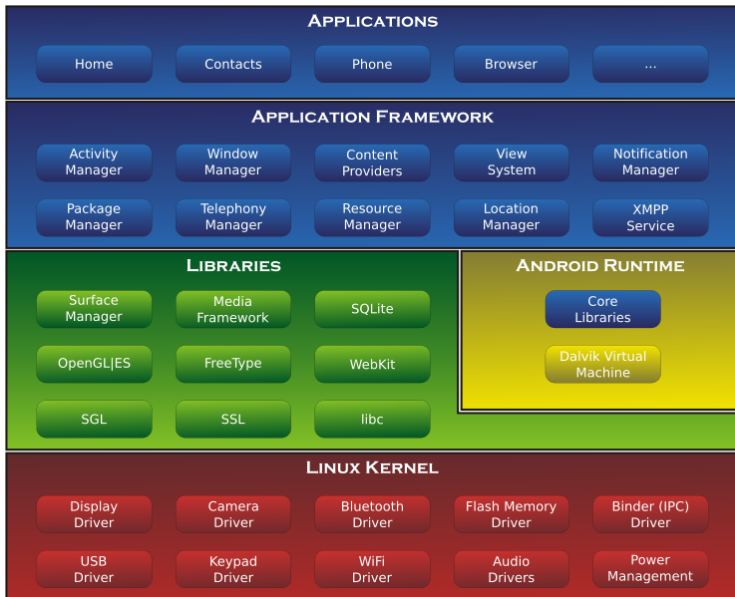 APPLICATIONS
Home
Contacts
Phone
Browser
...
APPLICATION FRAMEWORK
Activity
Manager
Window
Manager
Content
Providers
View
System
Notification
Manager
Package
Manager
Telephony
Manager
Resource
Manager
Location
Manager
XMPP
Service
LIBRARIES
Surface
Manager
Media
Framework
SQLite
OpenGL|ES
FreeType
WebKit
SGL
SSL
libc
ANDROID RUNTIME
Core
Libraries
Dalvik Virtual
Machine
LINUX KERNEL
Display
Driver
Camera
Driver
Bluetooth
Driver
Flash Memory
Driver
Binder (IPC)
Driver
USB
Driver
Keypad
Driver
WiFi
Driver
Audio
Drivers
Power
Management